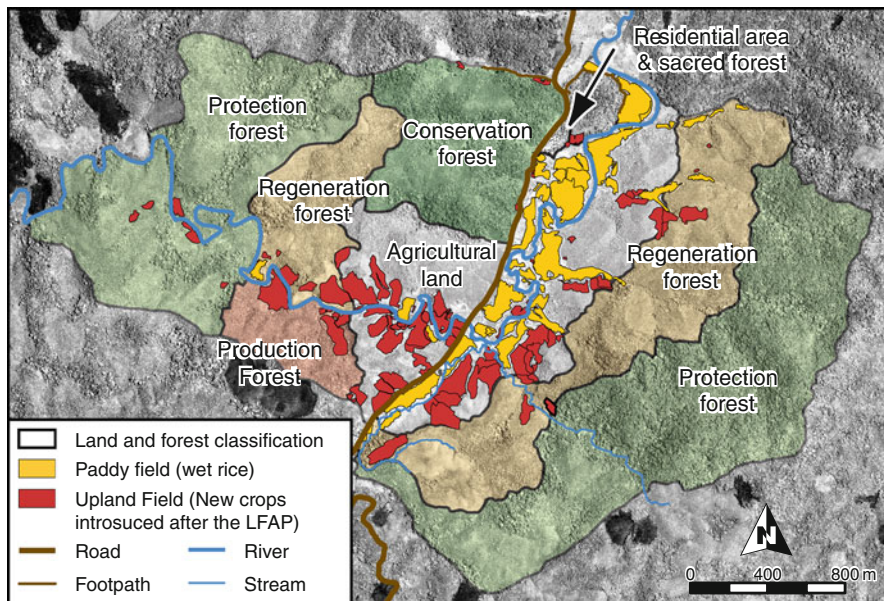 Residential area
& sacred forest
Protection
forest
Conservation
forest
Regeneration
forest
Agricultural
land
Regeneration
forest
Production
Forest
Protection
forest
Land and forest classification
Paddy field (wet rice)
Upland Field (New crops
introsuced after the LFAP)
Road
River
Footpath
Stream
N
0 400 800 m